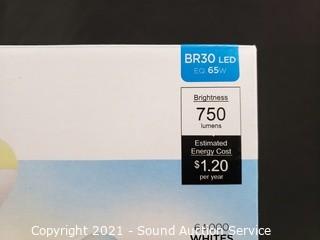 BR30 LED
EQ. 65W
Brightness
750
lumens
Estimated
Energy Cost
$1.20
per year
WHITES
Copyright 2021 - Sound Auction Service